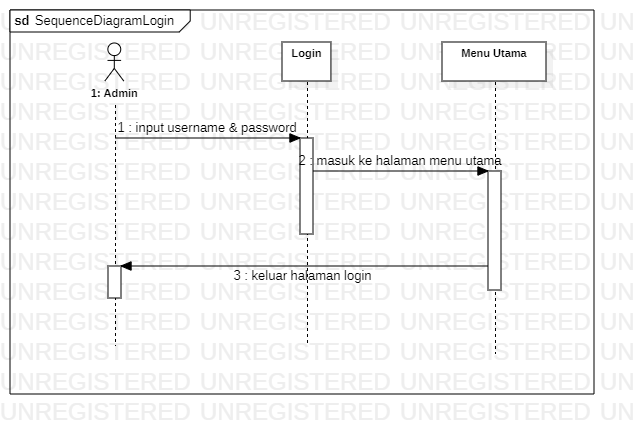 sd SequenceDiagramLogin
Login
Menu Utama
1: Admin
1 : input username & password
2 : masuk ke halaman menu utama
3 : keluar halaman login
UNREGISTERED UNREGISTERED UNREGISTERED UN